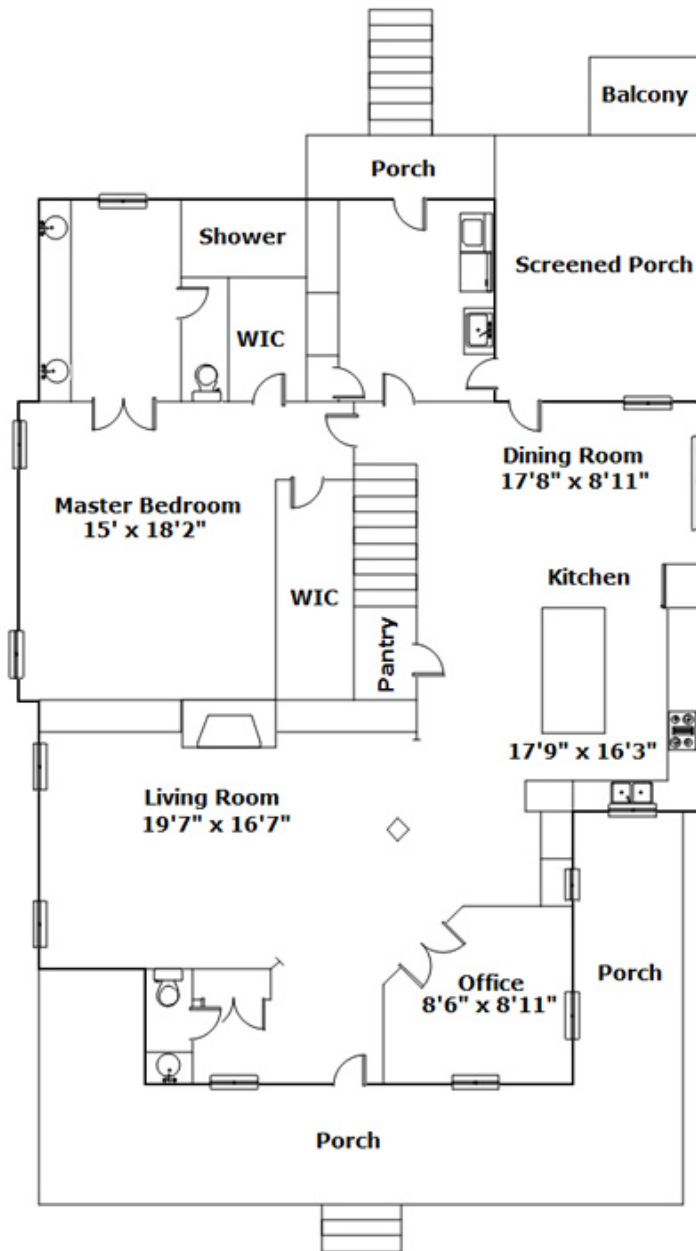 Balcony
Porch
Shower
Screened Porch
WIC
Dining Room
17'8" x 8'11"
Master Bedroom
15' x 18'2"
Kitchen
WIC
Pantry
17'9" x 16'3"
Living Room
19'7" x 16'7"
Office
8'6" x 8'11"
Porch
Porch